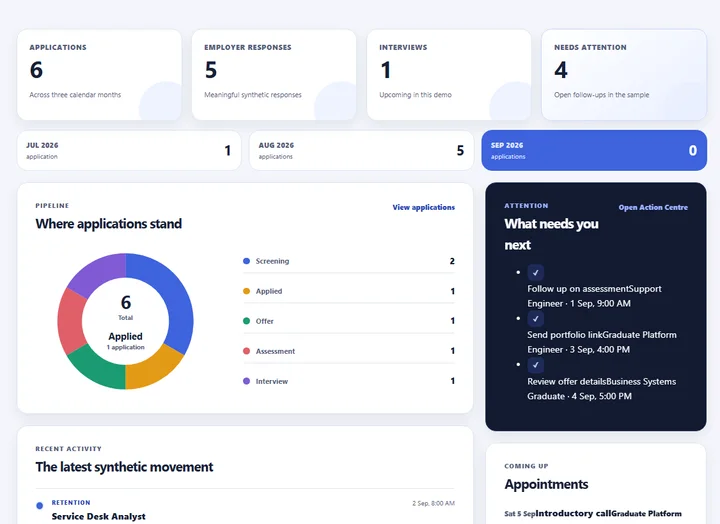 APPLICATIONS
6
Across three calendar months
EMPLOYER RESPONSES
5
Meaningful synthetic responses
INTERVIEWS
1
Upcoming in this demo
NEEDS ATTENTION
4
Open follow-ups in the sample
JUL 2026
application
1
AUG 2026
applications
5
SEP 2026
applications
0
PIPELINE
Where applications stand
View applications
6
Total
Applied
1 application
Screening 2
Applied 1
Offer 1
Assessment 1
Interview 1
ATTENTION
What needs you
next
Open Action Centre
Follow up on assessmentSupport
Engineer · 1 Sep, 9:00 AM
Send portfolio linkGraduate Platform
Engineer · 3 Sep, 4:00 PM
Review offer detailsBusiness Systems
Graduate · 4 Sep, 5:00 PM
RECENT ACTIVITY
The latest synthetic movement
RETENTION
2 Sep, 8:00 AM
Service Desk Analyst
COMING UP
Appointments
Sat 5 SepIntroductory callGraduate Platform